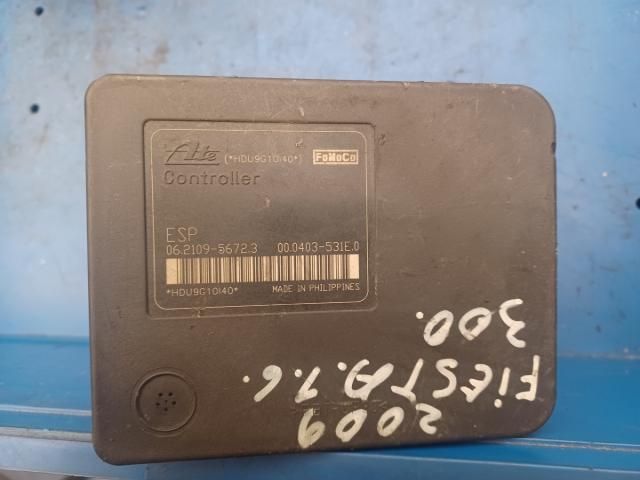 Ate (*HDU9G10I40*) FoMoCo
Controller
ESP
06.2109-5672.3 00.0403-531E.0
*HDU9G10I40* MADE IN PHILIPPINES
2009
FiESTA.1.6.
300.